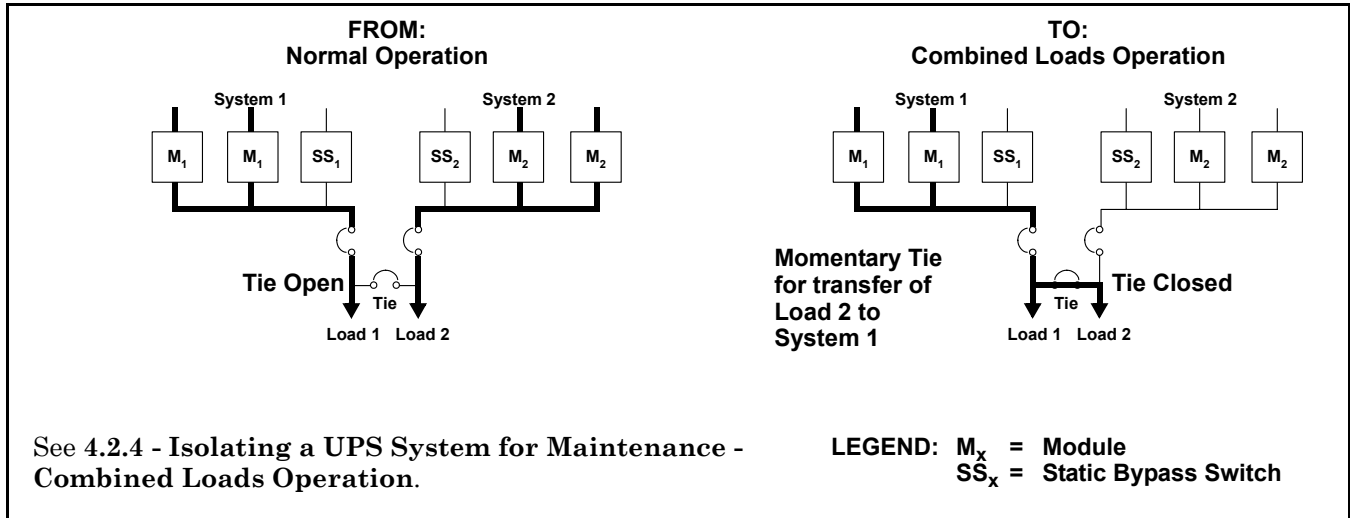 FROM:
Normal Operation
System 1
System 2
M1
M1
SS1
SS2
M2
M2
Tie Open
Tie
Load 1
Load 2
TO:
Combined Loads Operation
System 1
System 2
M1
M1
SS1
SS2
M2
M2
Momentary Tie
for transfer of
Load 2 to
System 1
Tie Closed
Tie
Load 1
Load 2
See 4.2.4 - Isolating a UPS System for Maintenance -
Combined Loads Operation.
LEGEND: Mx = Module
SSx = Static Bypass Switch